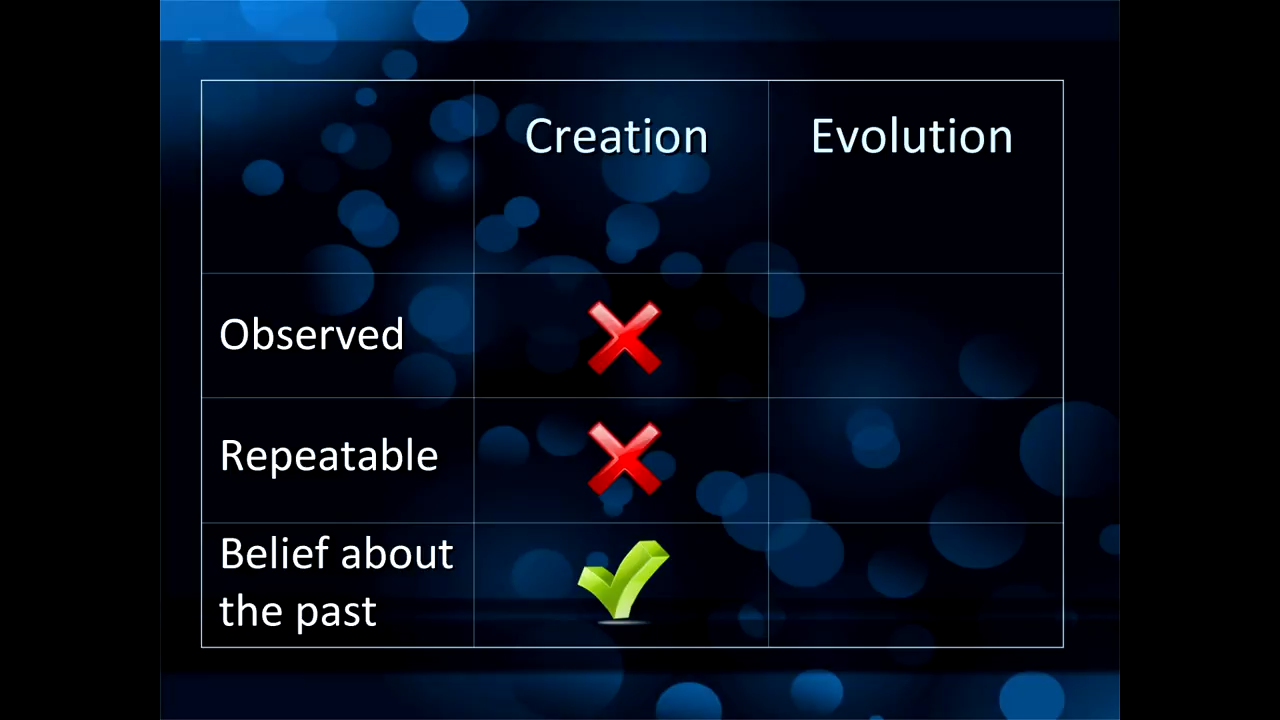 Creation Evolution
Observed
Repeatable
Belief about
the past